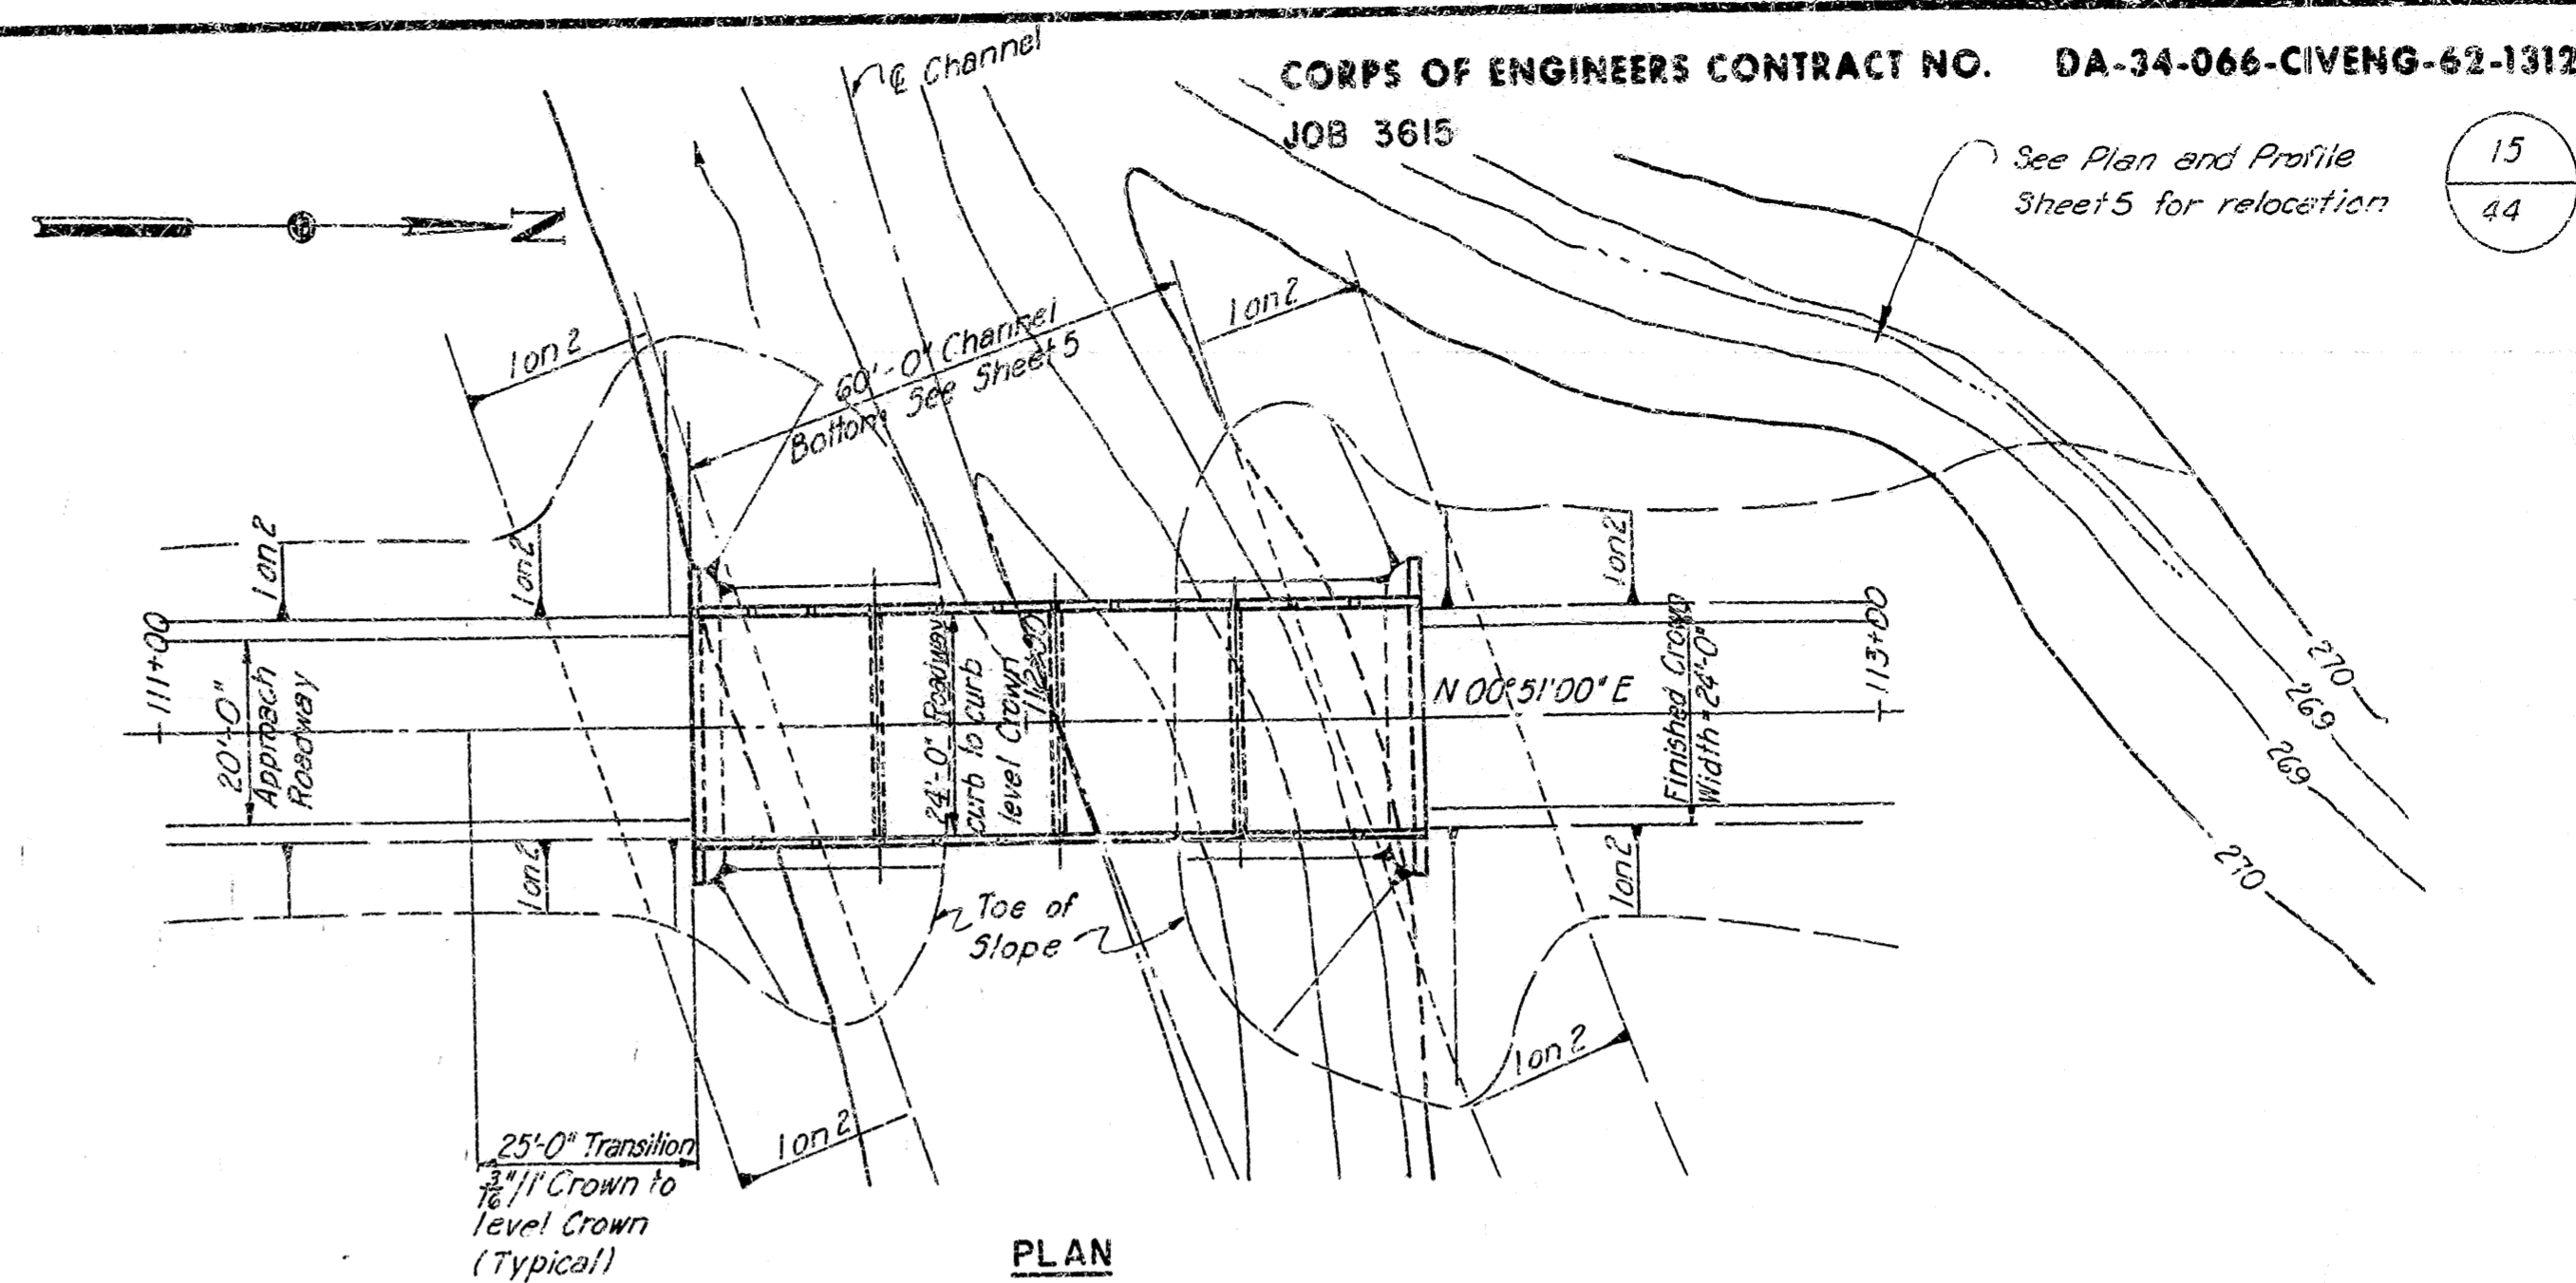 CORPS OF ENGINEERS CONTRACT NO. DA-34-066-CIVENG-62-1312
JOB 3615
15
44
See Plan and Profile
Sheet 5 for relocation
℄ Channel
N
1 on 2
60'-0" Channel
Bottom See Sheet 5
1 on 2
1 on 2
1 on 2
1 on 2
111+00
20'-0"
Approach
Roadway
24'-0" Roadway
curb to curb
level Crown
112+00
N 00°51'00" E
Finished Crown
Width = 24'-0"
113+00
270
269
269
270
1 on 2
1 on 2
Toe of
Slope
1 on 2
1 on 2
25'-0" Transition
3/16"/1' Crown to
level Crown
(Typical)
PLAN